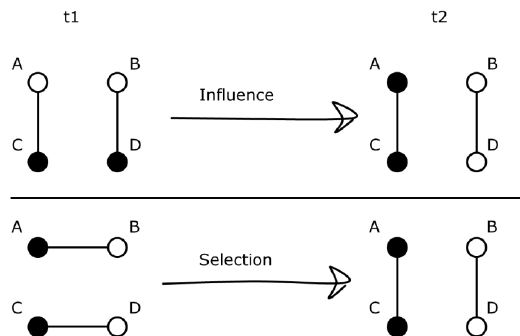 t1 t2
A B A B
Influence
C D C D
A B A B
Selection
C D C D